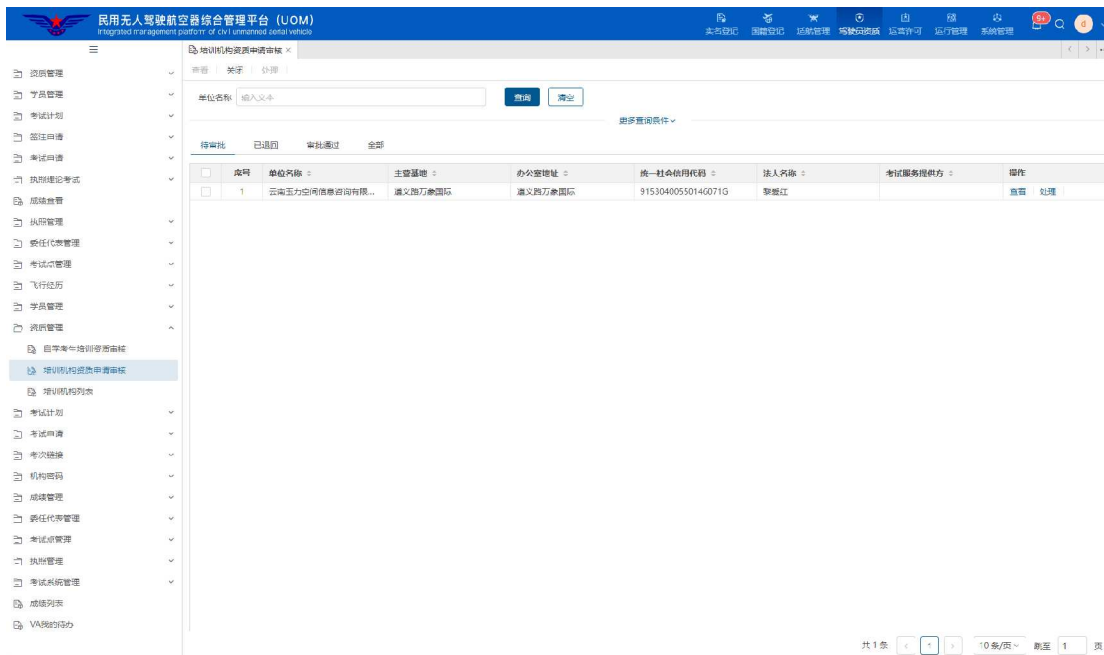 民用无人驾驶航空器综合管理平台（UOM）
Integrated management platform of civil unmanned aerial vehicle
实名登记 国籍登记 适航管理 驾驶员资质 运营许可 运行管理 系统管理 9+ d
培训机构资质申请审核 ×
查看 关闭 处理
单位名称 输入文本 查询 清空
更多查询条件
待审批 已退回 审批通过 全部
序号 单位名称 主营基地 办公室地址 统一社会信用代码 法人名称 考试服务提供方 操作
1 云南玉力空间信息咨询有限... 遵义路万象国际 遵义路万象国际 91530400550146071G 黎媛红 查看 处理
资质管理
学员管理
考试计划
签注申请
考试申请
执照理论考试
成绩查看
执照管理
委任代表管理
考试点管理
飞行经历
学员管理
资质管理
自学考生培训资质审核
培训机构资质申请审核
培训机构列表
考试计划
考试申请
考次链接
机构密码
成绩管理
委任代表管理
考试点管理
执照管理
考试系统管理
成绩列表
VA我的待办
共1条 < 1 > 10条/页 跳至 1 页